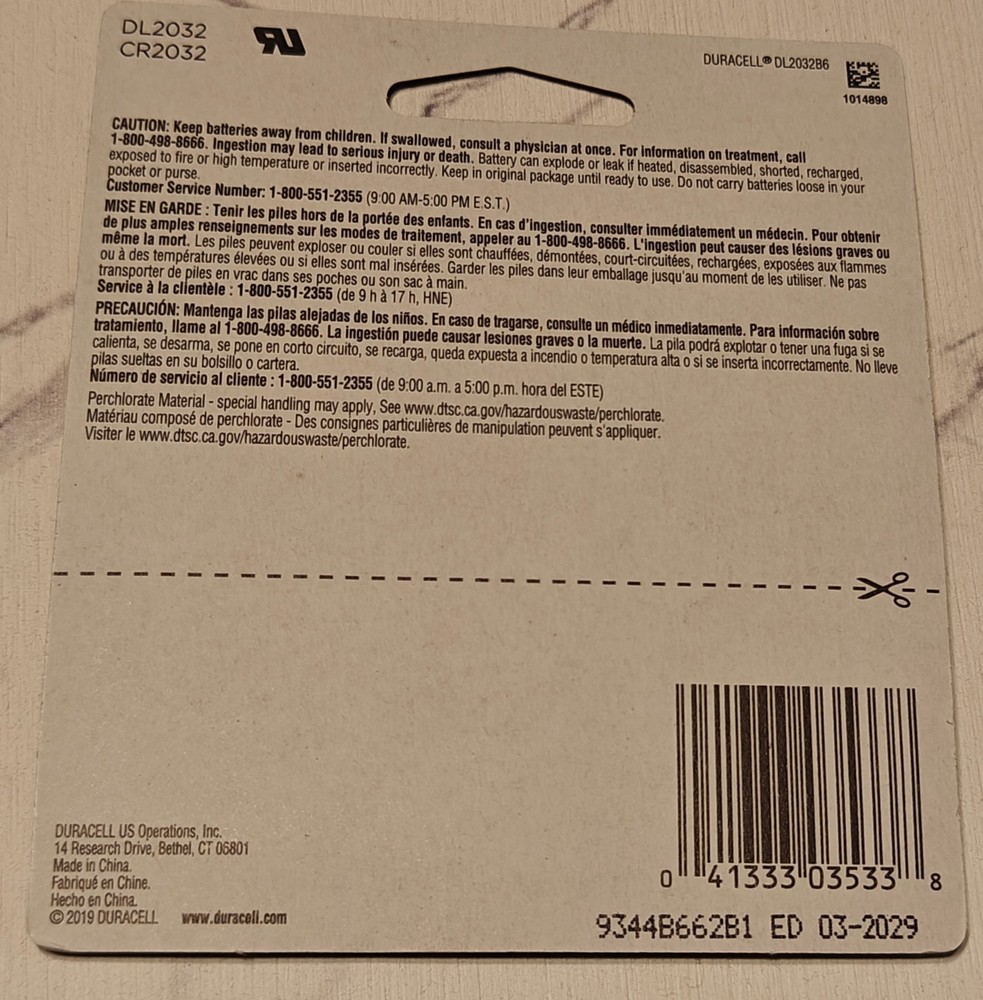 DL2032
CR2032
DURACELL® DL2032B6
1014898
CAUTION: Keep batteries away from children. If swallowed, consult a physician at once. For information on treatment, call
1-800-498-8666. Ingestion may lead to serious injury or death. Battery can explode or leak if heated, disassembled, shorted, recharged,
exposed to fire or high temperature or inserted incorrectly. Keep in original package until ready to use. Do not carry batteries loose in your
pocket or purse.
Customer Service Number: 1-800-551-2355 (9:00 AM-5:00 PM E.S.T.)
MISE EN GARDE : Tenir les piles hors de la portée des enfants. En cas d'ingestion, consulter immédiatement un médecin. Pour obtenir
de plus amples renseignements sur les modes de traitement, appeler au 1-800-498-8666. L'ingestion peut causer des lésions graves ou
même la mort. Les piles peuvent exploser ou couler si elles sont chauffées, démontées, court-circuitées, rechargées, exposées aux flammes
ou à des températures élevées ou si elles sont mal insérées. Garder les piles dans leur emballage jusqu'au moment de les utiliser. Ne pas
transporter de piles en vrac dans ses poches ou son sac à main.
Service à la clientèle : 1-800-551-2355 (de 9 h à 17 h, HNE)
PRECAUCIÓN: Mantenga las pilas alejadas de los niños. En caso de tragarse, consulte un médico inmediatamente. Para información sobre
tratamiento, llame al 1-800-498-8666. La ingestión puede causar lesiones graves o la muerte. La pila podrá explotar o tener una fuga si se
calienta, se desarma, se pone en corto circuito, se recarga, queda expuesta a incendio o temperatura alta o si se inserta incorrectamente. No lleve
pilas sueltas en su bolsillo o cartera.
Número de servicio al cliente : 1-800-551-2355 (de 9:00 a.m. a 5:00 p.m. hora del ESTE)
Perchlorate Material - special handling may apply, See www.dtsc.ca.gov/hazardouswaste/perchlorate.
Matériau composé de perchlorate - Des consignes particulières de manipulation peuvent s'appliquer.
Visiter le www.dtsc.ca.gov/hazardouswaste/perchlorate.
DURACELL US Operations, Inc.
14 Research Drive, Bethel, CT 06801
Made in China.
Fabriqué en Chine.
Hecho en China.
© 2019 DURACELL www.duracell.com
0 41333 03533 8
9344B662B1 ED 03-2029